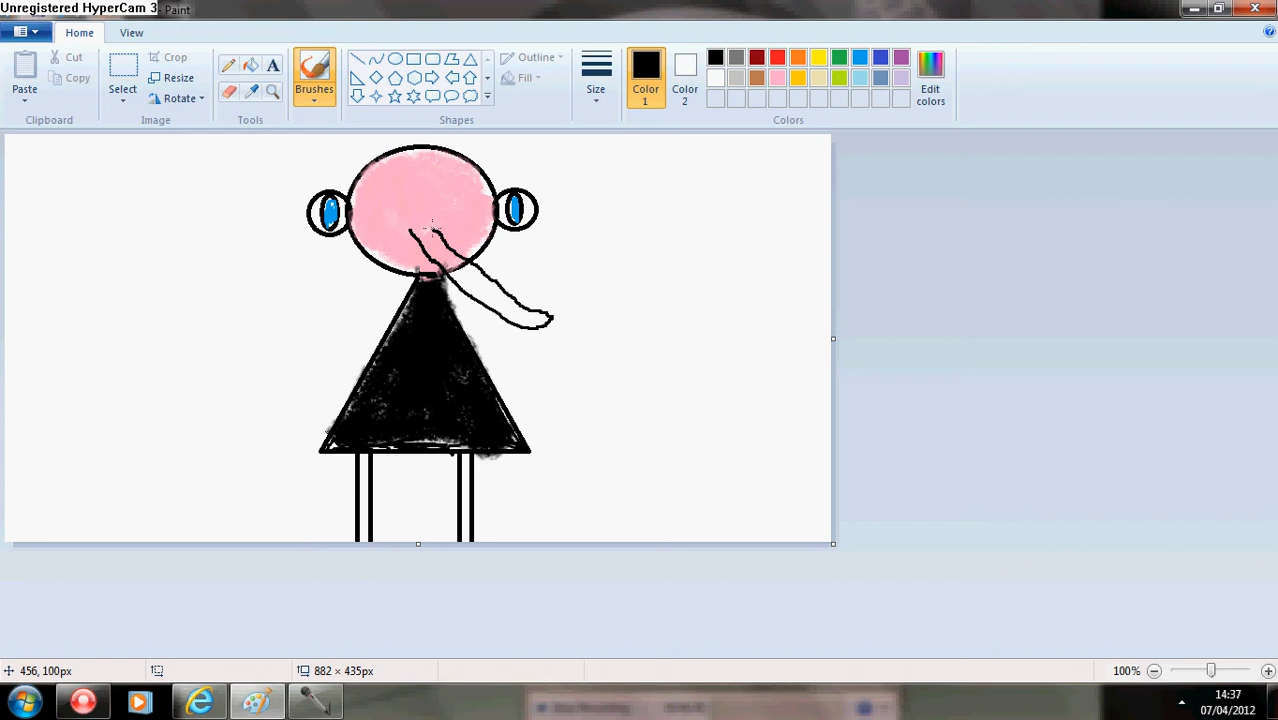 Unregistered HyperCam 3
- Paint
Home
View
Paste
Cut
Copy
Clipboard
Select
Crop
Resize
Rotate
Image
A
Tools
Brushes
Outline
Fill
Shapes
Size
Color 1
Color 2
Edit colors
Colors
456, 100px
882 × 435px
100%
14:37
07/04/2012